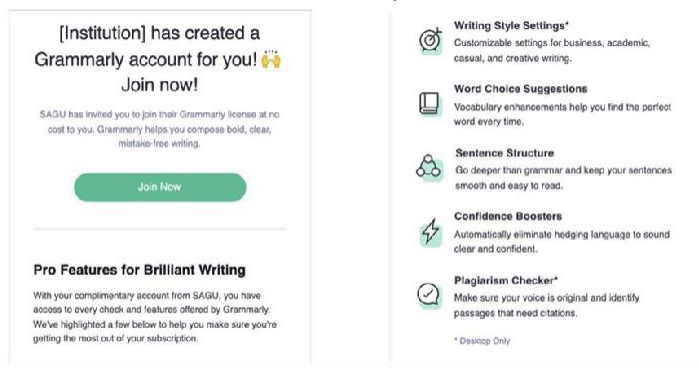 [Institution] has created a
Grammarly account for you! 🙌
Join now!
SAGU has invited you to join their Grammarly license at no
cost to you. Grammarly helps you compose bold, clear,
mistake-free writing.
Join Now
Pro Features for Brilliant Writing
With your complimentary account from SAGU, you have
access to every check and features offered by Grammarly.
We've highlighted a few below to help you make sure you're
getting the most out of your subscription.
Writing Style Settings*
Customizable settings for business, academic,
casual, and creative writing.
Word Choice Suggestions
Vocabulary enhancements help you find the perfect
word every time.
Sentence Structure
Go deeper than grammar and keep your sentences
smooth and easy to read.
Confidence Boosters
Automatically eliminate hedging language to sound
clear and confident.
Plagiarism Checker*
Make sure your voice is original and identify
passages that need citations.
* Desktop Only